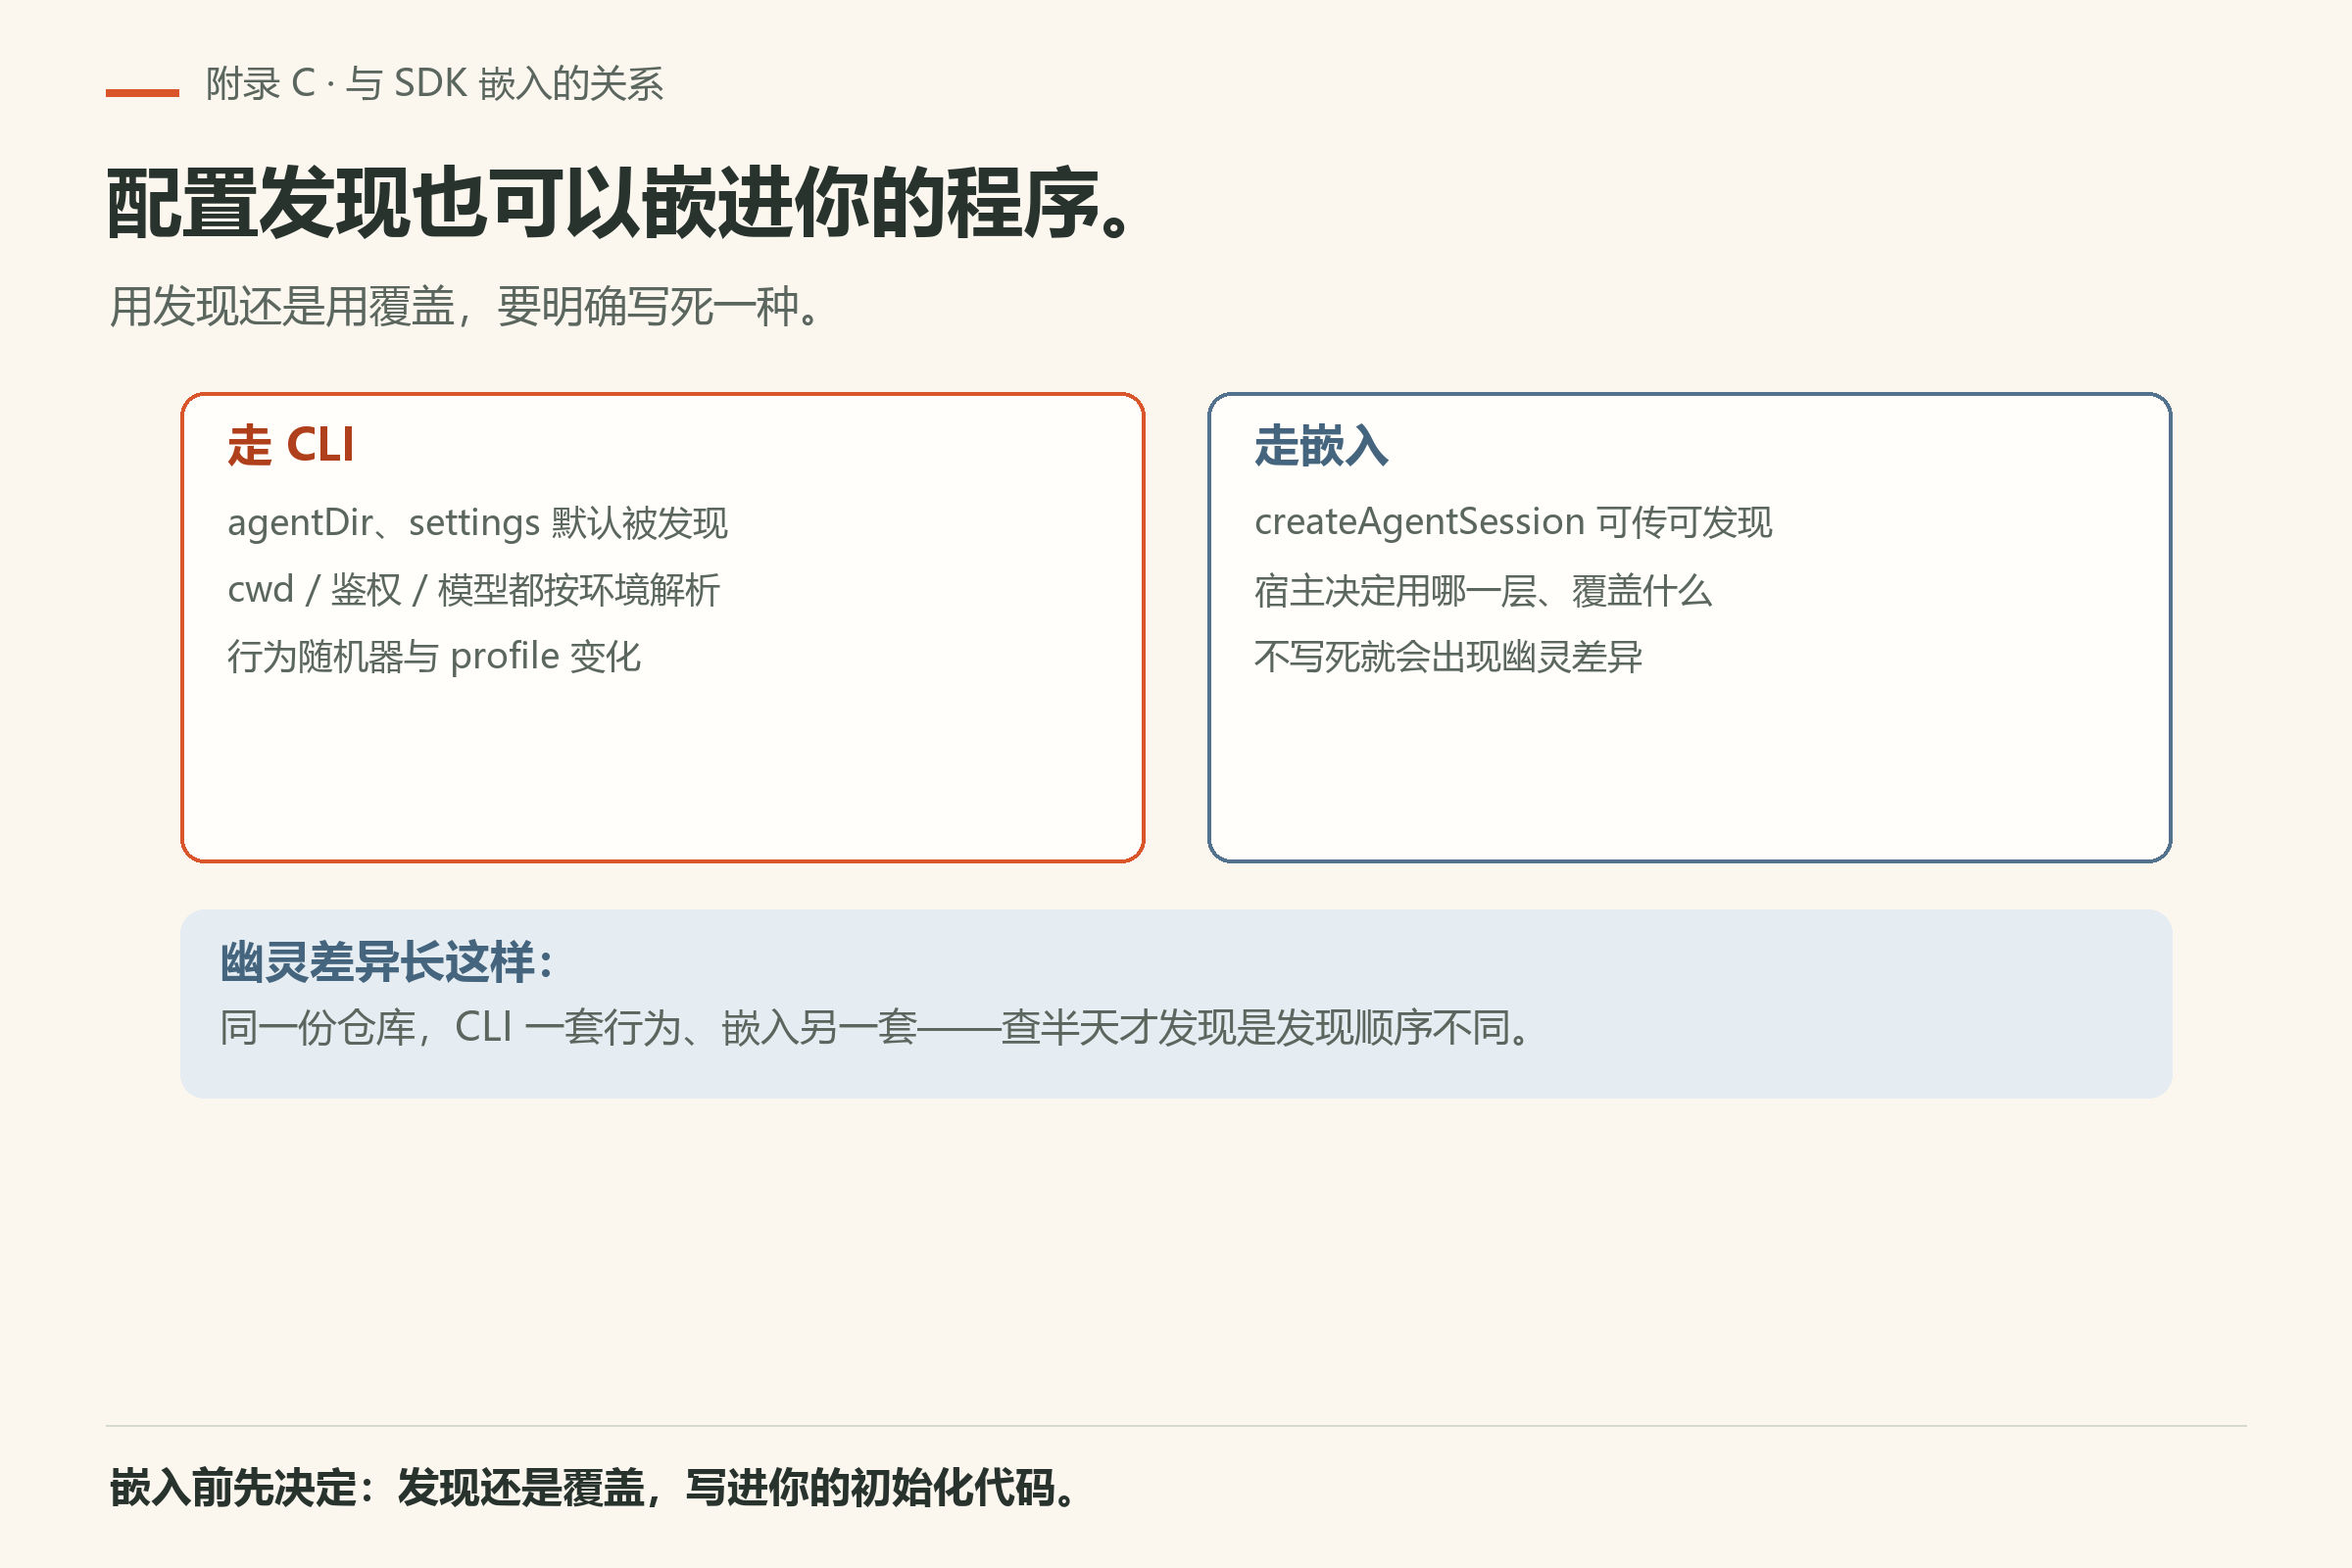 附录 C · 与 SDK 嵌入的关系
配置发现也可以嵌进你的程序。
用发现还是用覆盖，要明确写死一种。
走 CLI
agentDir、settings 默认被发现
cwd / 鉴权 / 模型都按环境解析
行为随机器与 profile 变化
走嵌入
createAgentSession 可传可发现
宿主决定用哪一层、覆盖什么
不写死就会出现幽灵差异
幽灵差异长这样：
同一份仓库，CLI 一套行为、嵌入另一套——查半天才发现是发现顺序不同。
嵌入前先决定：发现还是覆盖，写进你的初始化代码。